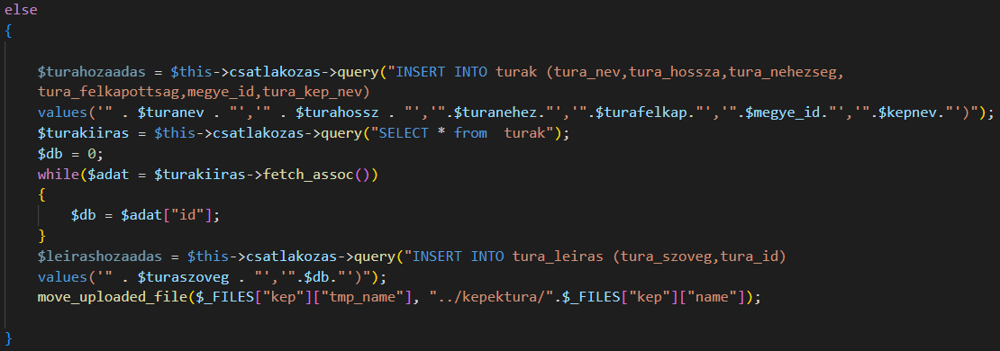 else
{
$turahozaadas = $this->csatlakozas->query("INSERT INTO turak (tura_nev,tura_hossza,tura_nehezseg,
tura_felkapottsag,megye_id,tura_kep_nev)
values('" . $turanev . "','" . $turahossz . "','".$turanehez."','".$turafelkap."','".$megye_id."','".$kepnev."')");
$turakiiras = $this->csatlakozas->query("SELECT * from  turak");
$db = 0;
while($adat = $turakiiras->fetch_assoc())
{
$db = $adat["id"];
}
$leirashozaadas = $this->csatlakozas->query("INSERT INTO tura_leiras (tura_szoveg,tura_id)
values('" . $turaszoveg . "','".$db."')");
move_uploaded_file($_FILES["kep"]["tmp_name"], "../kepektura/".$_FILES["kep"]["name"]);
}